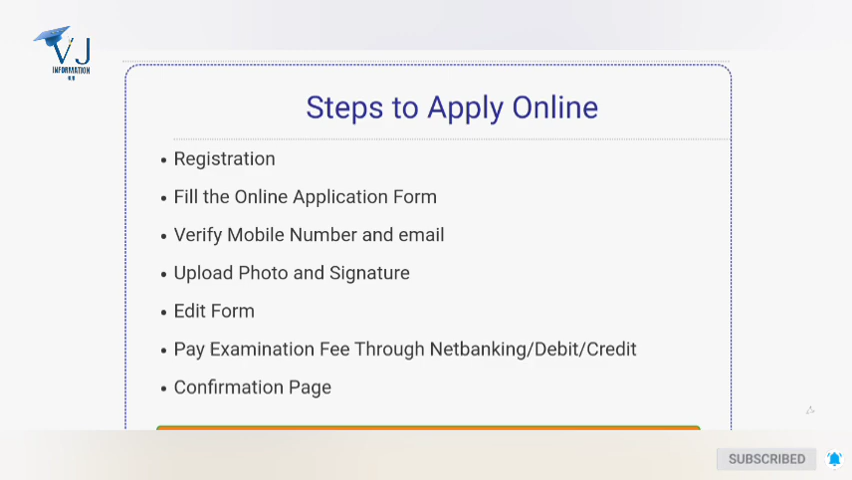 VJ
INFORMATION
Steps to Apply Online
• Registration
• Fill the Online Application Form
• Verify Mobile Number and email
• Upload Photo and Signature
• Edit Form
• Pay Examination Fee Through Netbanking/Debit/Credit
• Confirmation Page
SUBSCRIBED